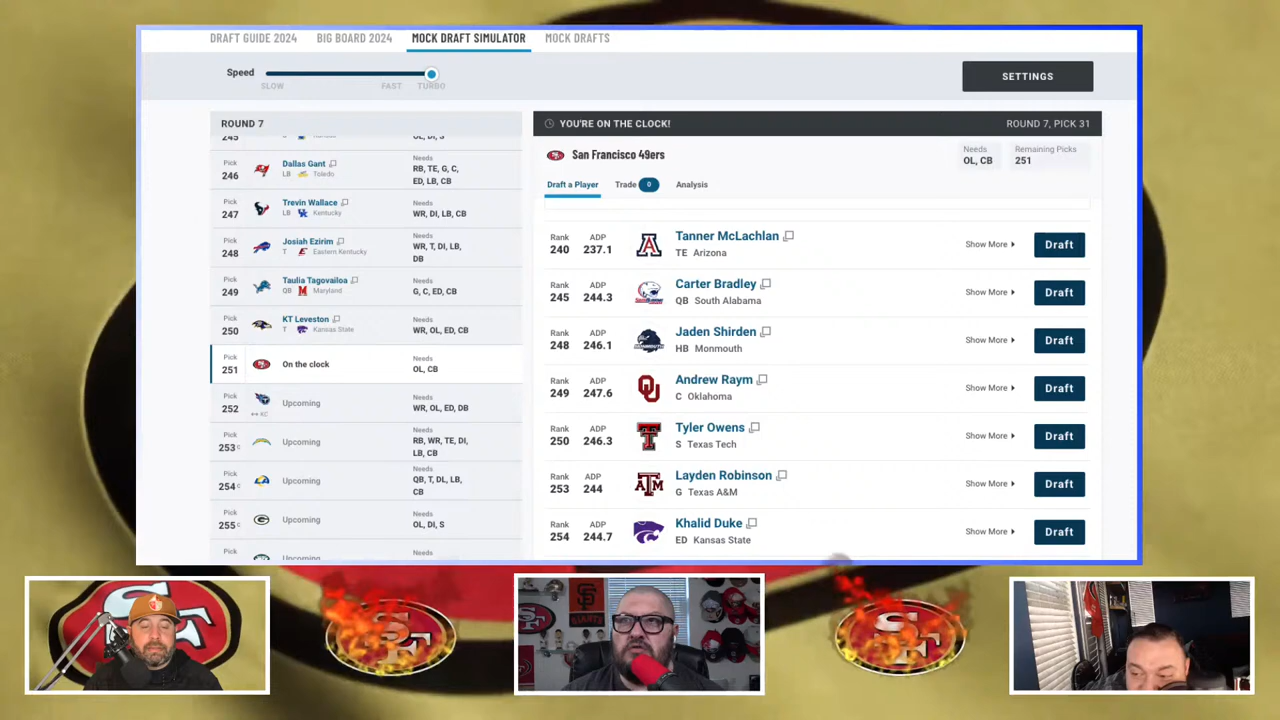 DRAFT GUIDE 2024 BIG BOARD 2024 MOCK DRAFT SIMULATOR MOCK DRAFTS
Speed
SLOW FAST TURBO
SETTINGS
ROUND 7
245
Pick
246
Dallas Gant
LB Toledo
Needs
RB, TE, G, C,
ED, LB, CB
Pick
247
Trevin Wallace
LB Kentucky
Needs
WR, DI, LB, CB
Pick
248
Josiah Ezirim
T Eastern Kentucky
Needs
WR, T, DI, LB,
DB
Pick
249
Taulia Tagovailoa
QB Maryland
Needs
G, C, ED, CB
Pick
250
KT Leveston
T Kansas State
Needs
WR, OL, ED, CB
Pick
251
On the clock
Needs
OL, CB
Pick
252
↔ KC
Upcoming
Needs
WR, OL, ED, DB
Pick
253 C
Upcoming
Needs
RB, WR, TE, DI,
LB, CB
Pick
254 C
Upcoming
Needs
QB, T, DL, LB,
CB
Pick
255 C
Upcoming
Needs
OL, DI, S
Pick
Upcoming
Needs
YOU'RE ON THE CLOCK! ROUND 7, PICK 31
San Francisco 49ers
Needs
OL, CB
Remaining Picks
251
Draft a Player Trade 0 Analysis
Rank
240
ADP
237.1
Tanner McLachlan
TE Arizona
Show More
Draft
Rank
245
ADP
244.3
Carter Bradley
QB South Alabama
Show More
Draft
Rank
248
ADP
246.1
Jaden Shirden
HB Monmouth
Show More
Draft
Rank
249
ADP
247.6
Andrew Raym
C Oklahoma
Show More
Draft
Rank
250
ADP
246.3
Tyler Owens
S Texas Tech
Show More
Draft
Rank
253
ADP
244
Layden Robinson
G Texas A&M
Show More
Draft
Rank
254
ADP
244.7
Khalid Duke
ED Kansas State
Show More
Draft
SF
SF
SF
GIANTS
SF